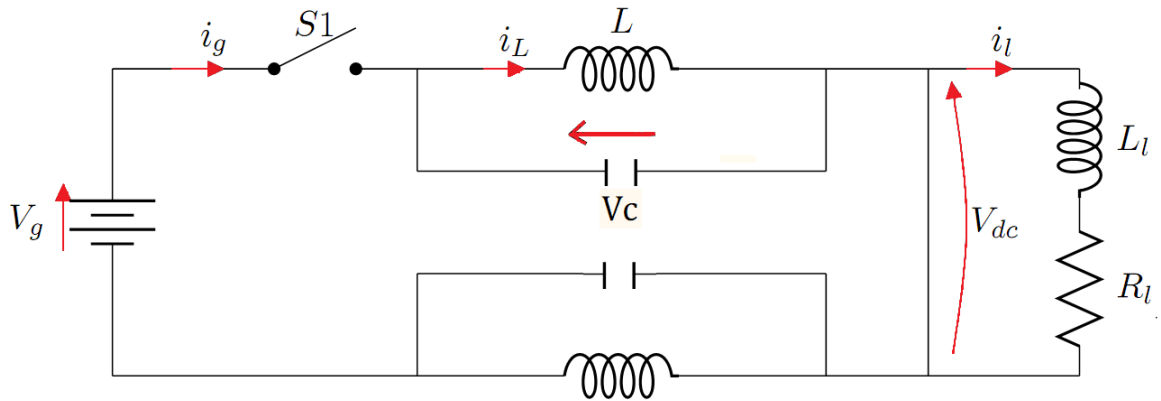 S1
i_g
i_L
L
i_l
L_l
V_g
Vc
V_dc
R_l